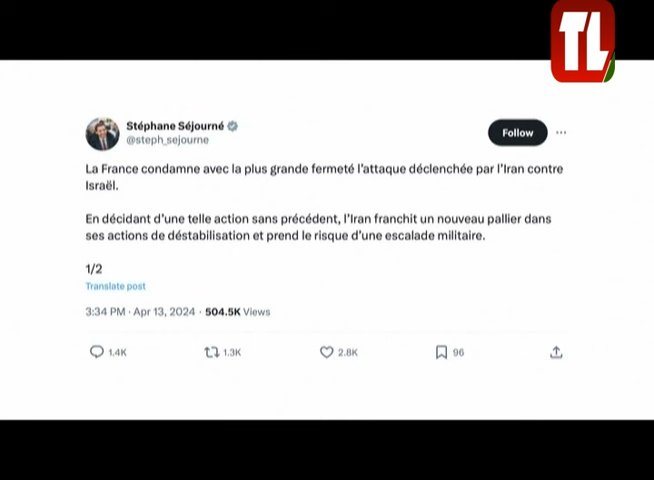 TL
Stéphane Séjourné
@steph_sejourne
Follow
La France condamne avec la plus grande fermeté l'attaque déclenchée par l'Iran contre
Israël.
En décidant d'une telle action sans précédent, l'Iran franchit un nouveau pallier dans
ses actions de déstabilisation et prend le risque d'une escalade militaire.
1/2
Translate post
3:34 PM · Apr 13, 2024 · 504.5K Views
1.4K 1.3K 2.8K 96